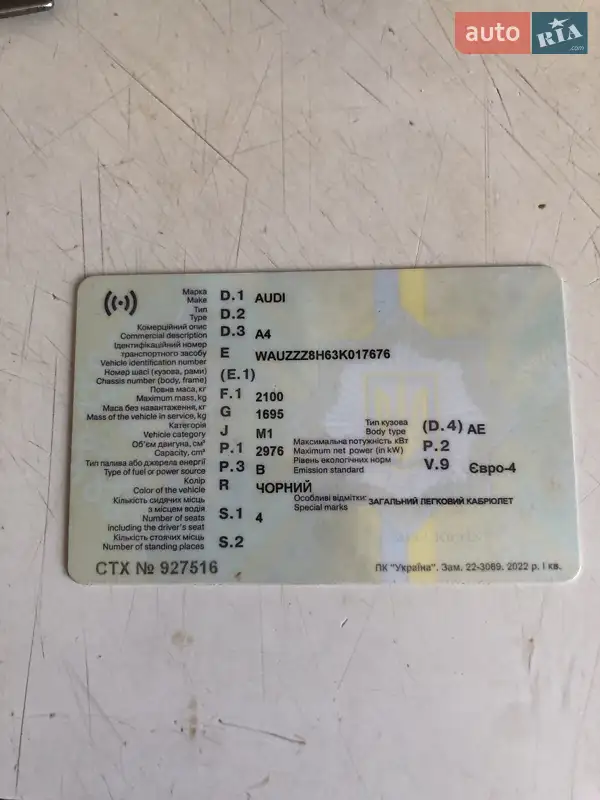 auto RIA .com
Марка D.1 AUDI
Make
Тип D.2
Type
Комерційний опис D.3 A4
Commercial description
Ідентифікаційний номер
транспортного засобу E WAUZZZ8H63K017676
Vehicle identification number
Номер шасі (кузова, рами) (E.1)
Chassis number (body, frame)
Повна маса, кг F.1 2100
Maximum mass, kg
Маса без навантаження, кг G 1695
Mass of the vehicle in service, kg
Категорія J M1
Vehicle category
Тип кузова (D.4) AE
Body type
Об'єм двигуна, см³ P.1 2976
Capacity, cm³
Максимальна потужність кВт P.2
Maximum net power (in kW)
Тип палива або джерела енергії P.3 B
Type of fuel or power source
Рівень екологічних норм V.9 Євро-4
Emission standard
Колір R ЧОРНИЙ
Color of the vehicle
Особливі відмітки: ЗАГАЛЬНИЙ ЛЕГКОВИЙ КАБРІОЛЕТ
Special marks
Кількість сидячих місць
з місцем водія S.1 4
Number of seats
including the driver's seat
Кількість стоячих місць S.2
Number of standing places
СТХ № 927516
ПК "Україна". Зам. 22-3069. 2022 р. І кв.